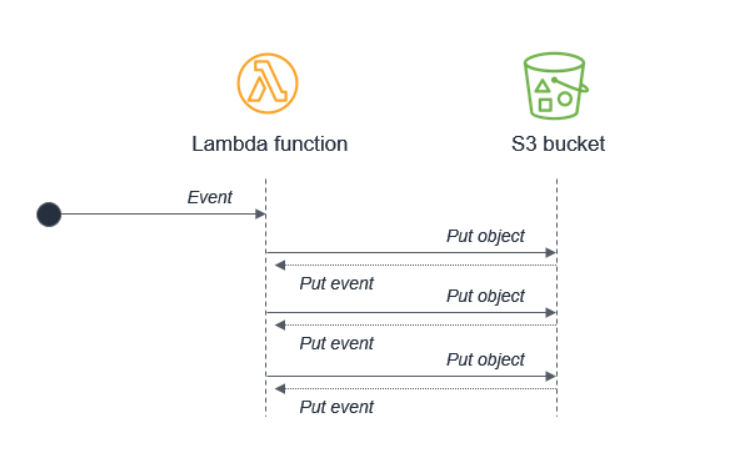 Lambda function
S3 bucket
Event
Put object
Put event
Put object
Put event
Put object
Put event